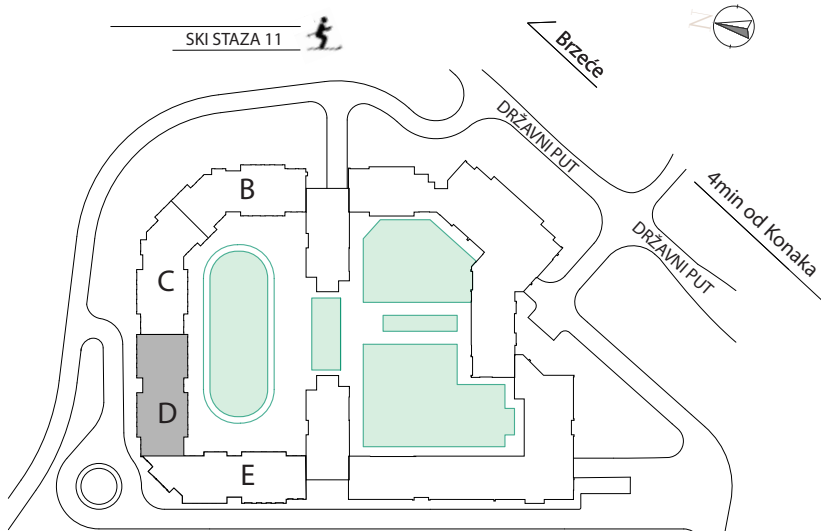 SKI STAZA 11
N
Brzeće
DRŽAVNI PUT
4min od Konaka
DRŽAVNI PUT
B
C
D
E